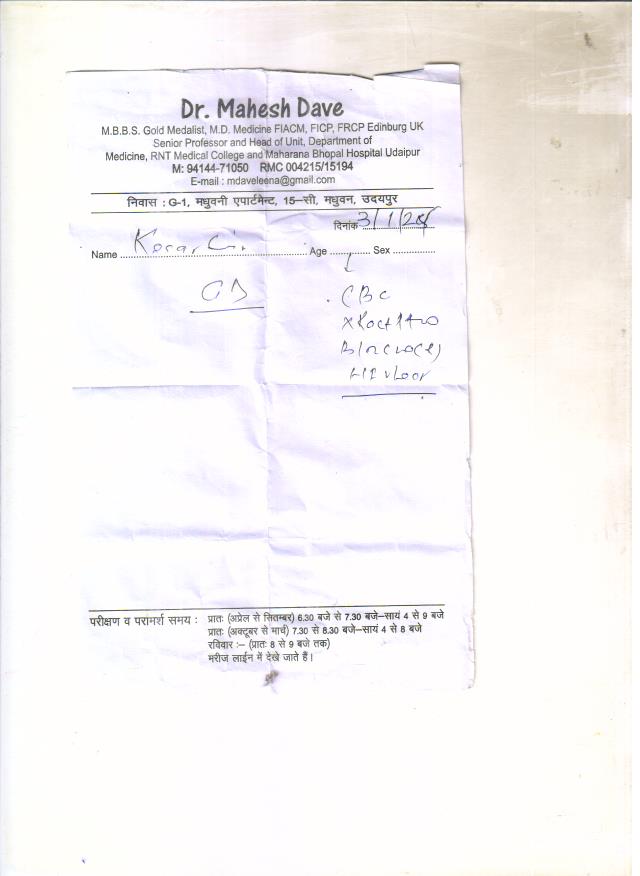 Dr. Mahesh Dave
M.B.B.S. Gold Medalist, M.D. Medicine FIACM, FICP, FRCP Edinburg UK
Senior Professor and Head of Unit, Department of
Medicine, RNT Medical College and Maharana Bhopal Hospital Udaipur
M: 94144-71050 RMC 004215/15194
E-mail : mdaveleena@gmail.com
निवास : G-1, मधुवनी एपार्टमेन्ट, 15-सी, मधुवन, उदयपुर
दिनांक 3/1/
Name Age Sex
CBC
परीक्षण व परामर्श समय : प्रातः (अप्रेल से सितम्बर) 6.30 बजे से 7.30 बजे-सायं 4 से 9 बजे
प्रातः (अक्टूबर से मार्च) 7.30 से 8.30 बजे-सायं 4 से 8 बजे
रविवार :- (प्रातः 8 से 9 बजे तक)
मरीज लाईन में देखे जाते हैं।